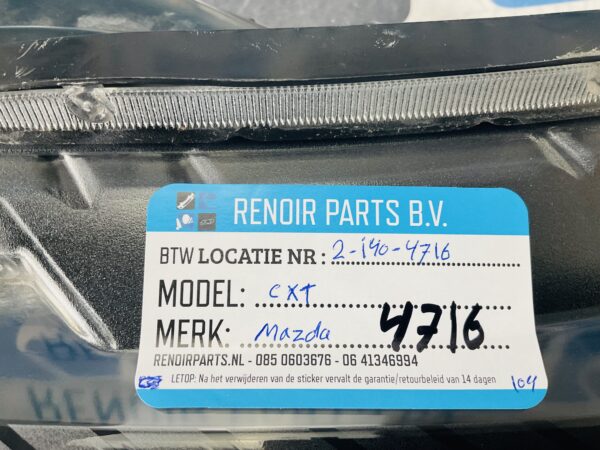 RENOIR PARTS B.V.
BTW LOCATIE NR : 2-140-4716
MODEL: CX7
MERK: Mazda 4716
RENOIRPARTS.NL - 085 0603676 - 06 41346994
LETOP: Na het verwijderen van de sticker vervalt de garantie/retourbeleid van 14 dagen
104